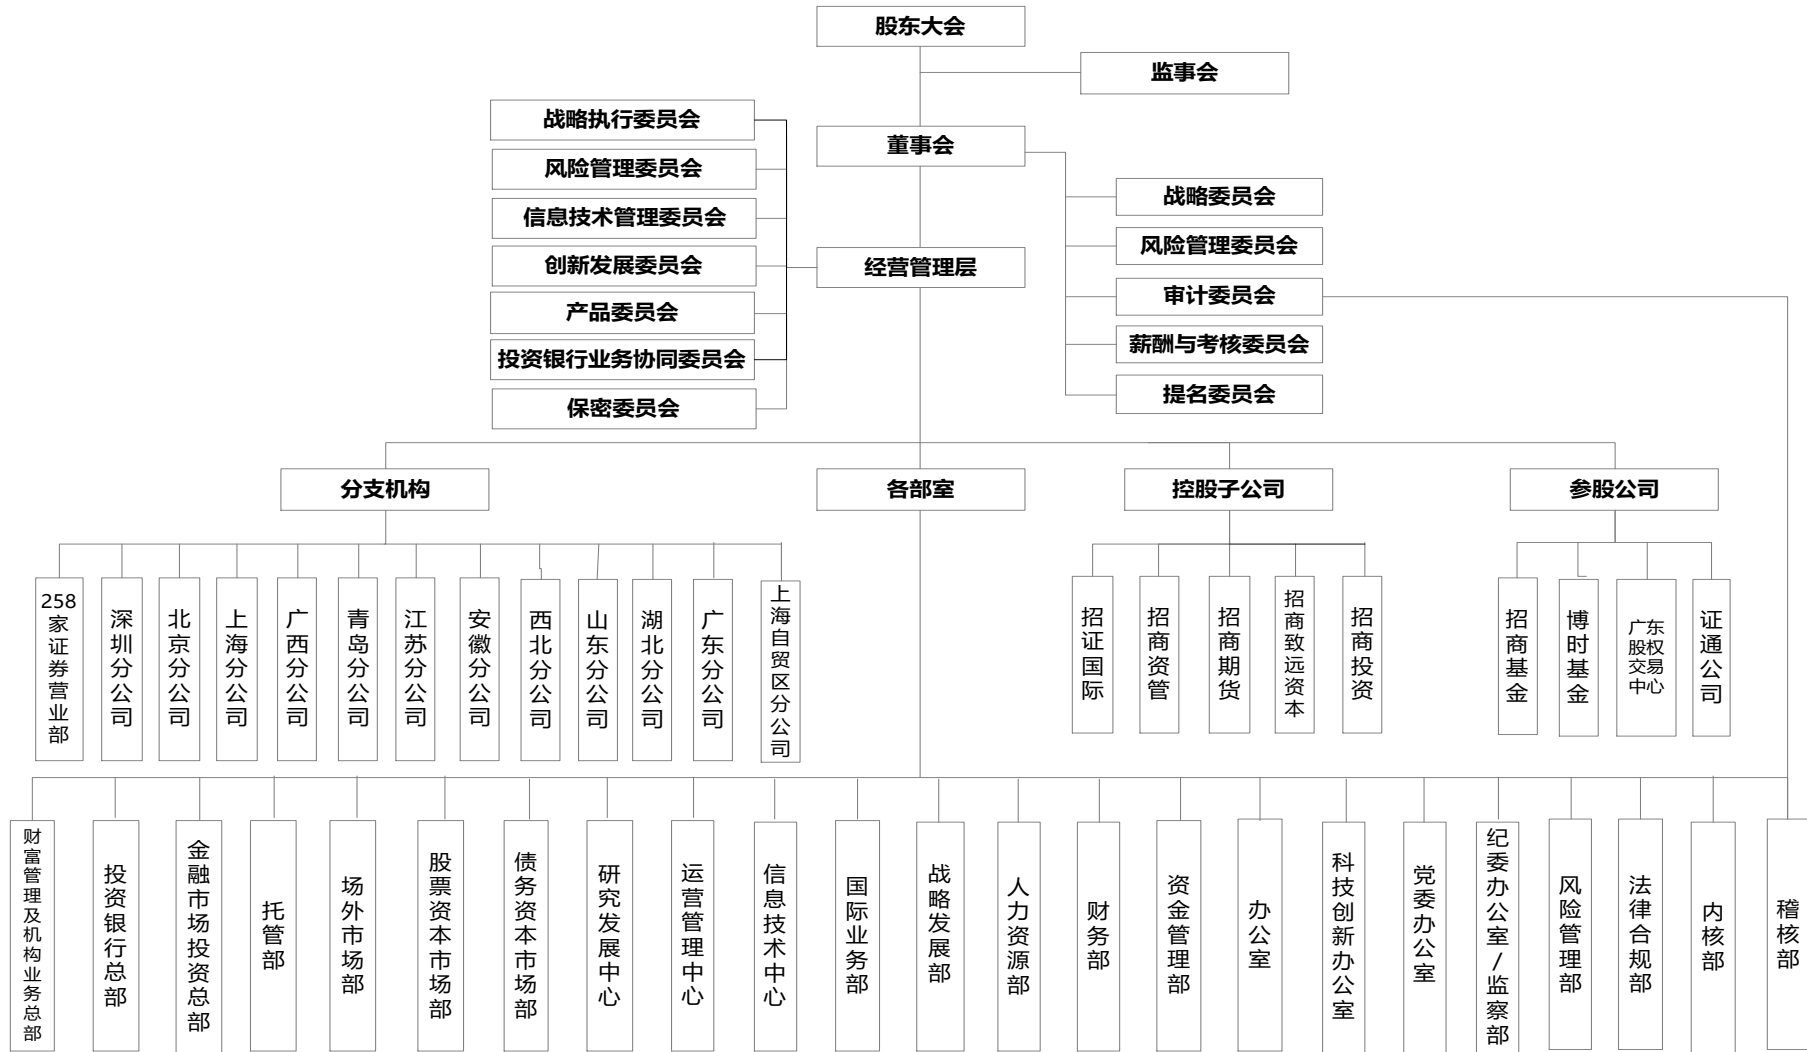 股东大会
监事会
董事会
经营管理层
战略执行委员会
风险管理委员会
信息技术管理委员会
创新发展委员会
产品委员会
投资银行业务协同委员会
保密委员会
战略委员会
风险管理委员会
审计委员会
薪酬与考核委员会
提名委员会
分支机构
各部室
控股子公司
参股公司
258家证券营业部
深圳分公司
北京分公司
上海分公司
广西分公司
青岛分公司
江苏分公司
安徽分公司
西北分公司
山东分公司
湖北分公司
广东分公司
上海自贸区分公司
招证国际
招商资管
招商期货
招商致远资本
招商投资
招商基金
博时基金
广东
股权
交易
中心
证通公司
财富管理及机构业务总部
投资银行总部
金融市场投资总部
托管部
场外市场部
股票资本市场部
债务资本市场部
研究发展中心
运营管理中心
信息技术中心
国际业务部
战略发展部
人力资源部
财务部
资金管理部
办公室
科技创新办公室
党委办公室
纪委办公室/监察部
风险管理部
法律合规部
内核部
稽核部